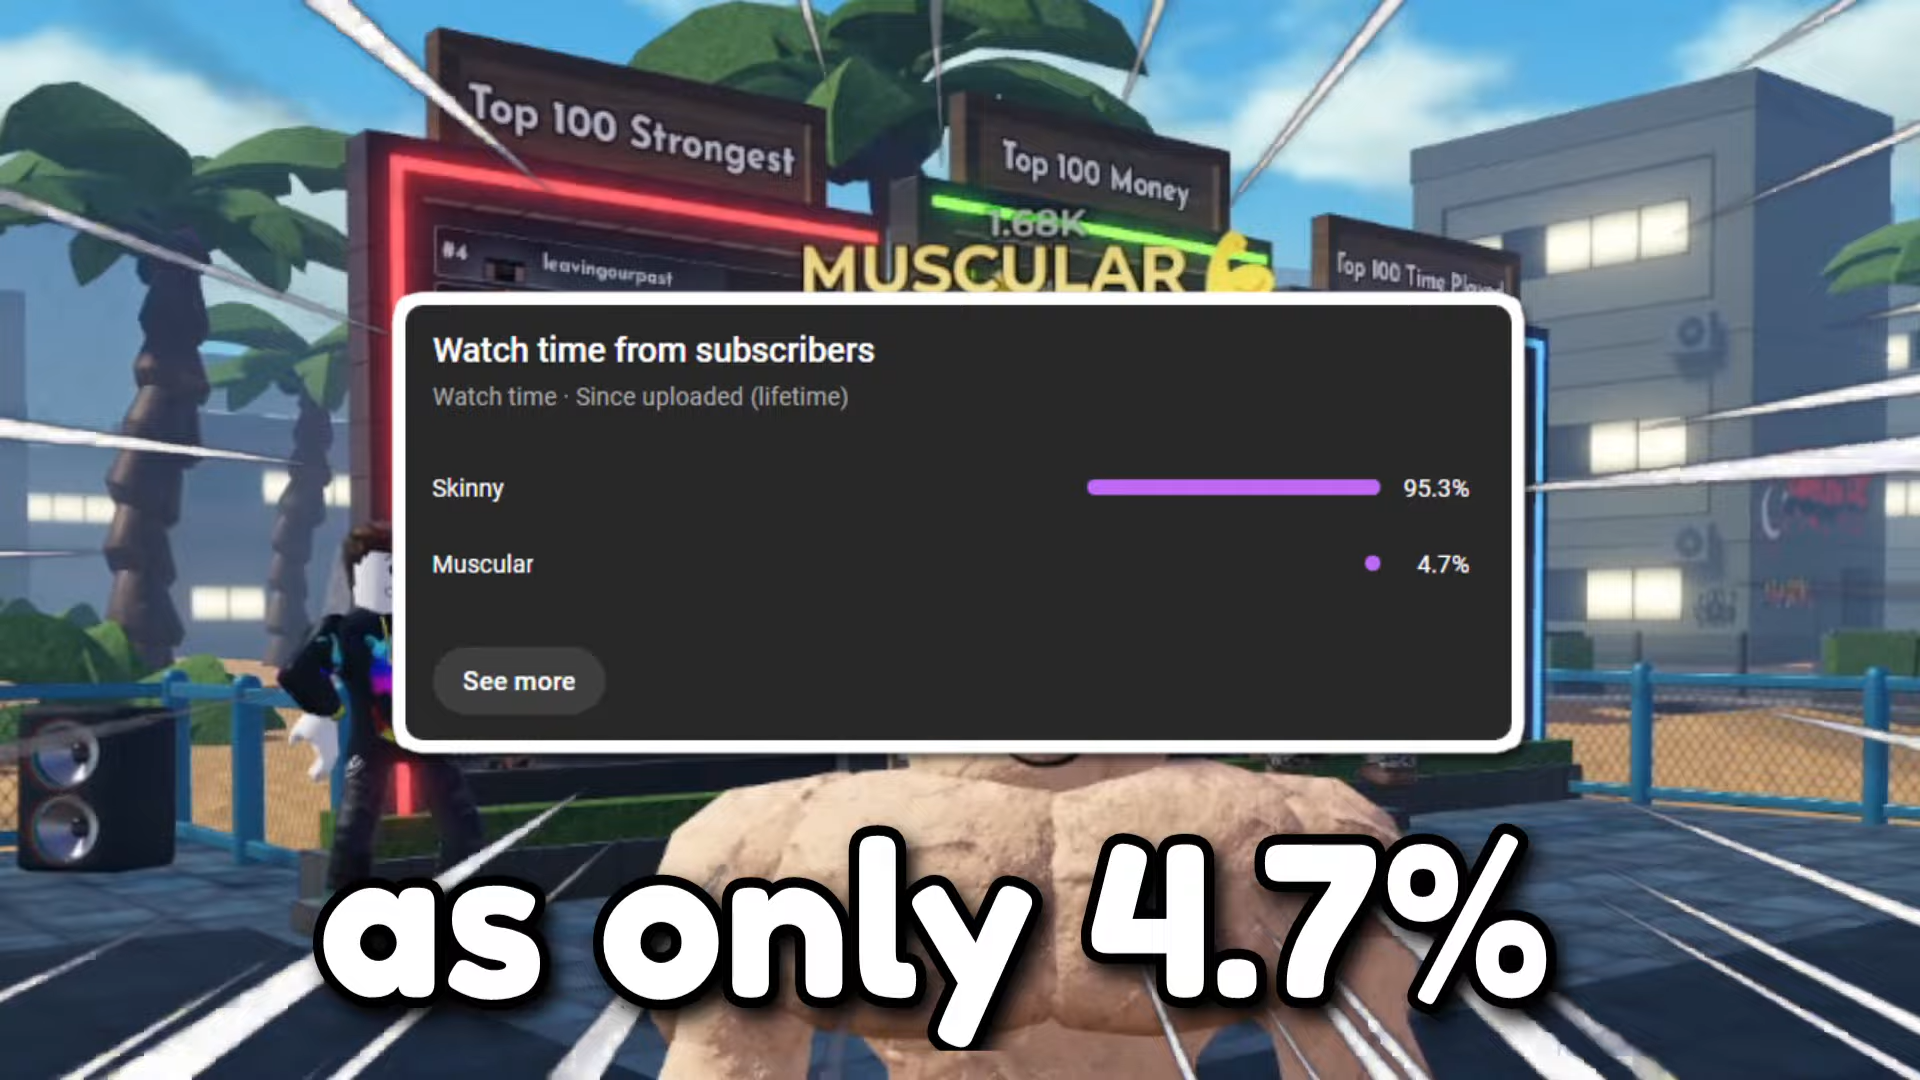 Top 100 Strongest
Top 100 Money
1.68K
MUSCULAR 💪
#4 leavingourpast
Top 100 Time Played
Watch time from subscribers
Watch time · Since uploaded (lifetime)
Skinny 95.3%
Muscular 4.7%
See more
as only 4.7%